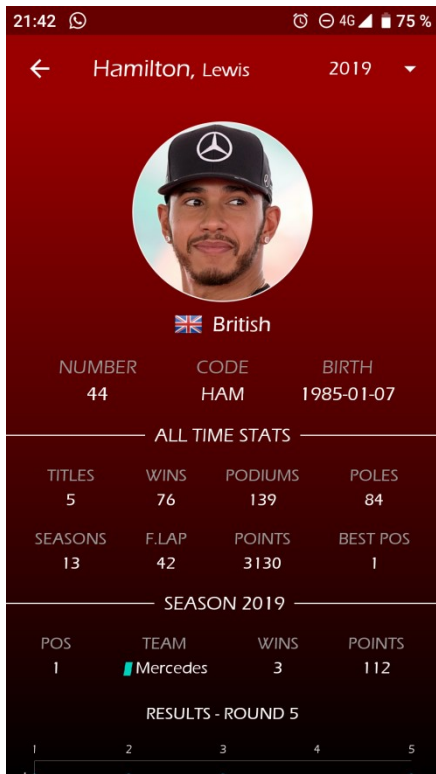 21:42 4G 75 %
Hamilton, Lewis 2019
British
NUMBER CODE BIRTH
44 HAM 1985-01-07
ALL TIME STATS
TITLES WINS PODIUMS POLES
5 76 139 84
SEASONS F.LAP POINTS BEST POS
13 42 3130 1
SEASON 2019
POS TEAM WINS POINTS
1 Mercedes 3 112
RESULTS - ROUND 5
1 2 3 4 5